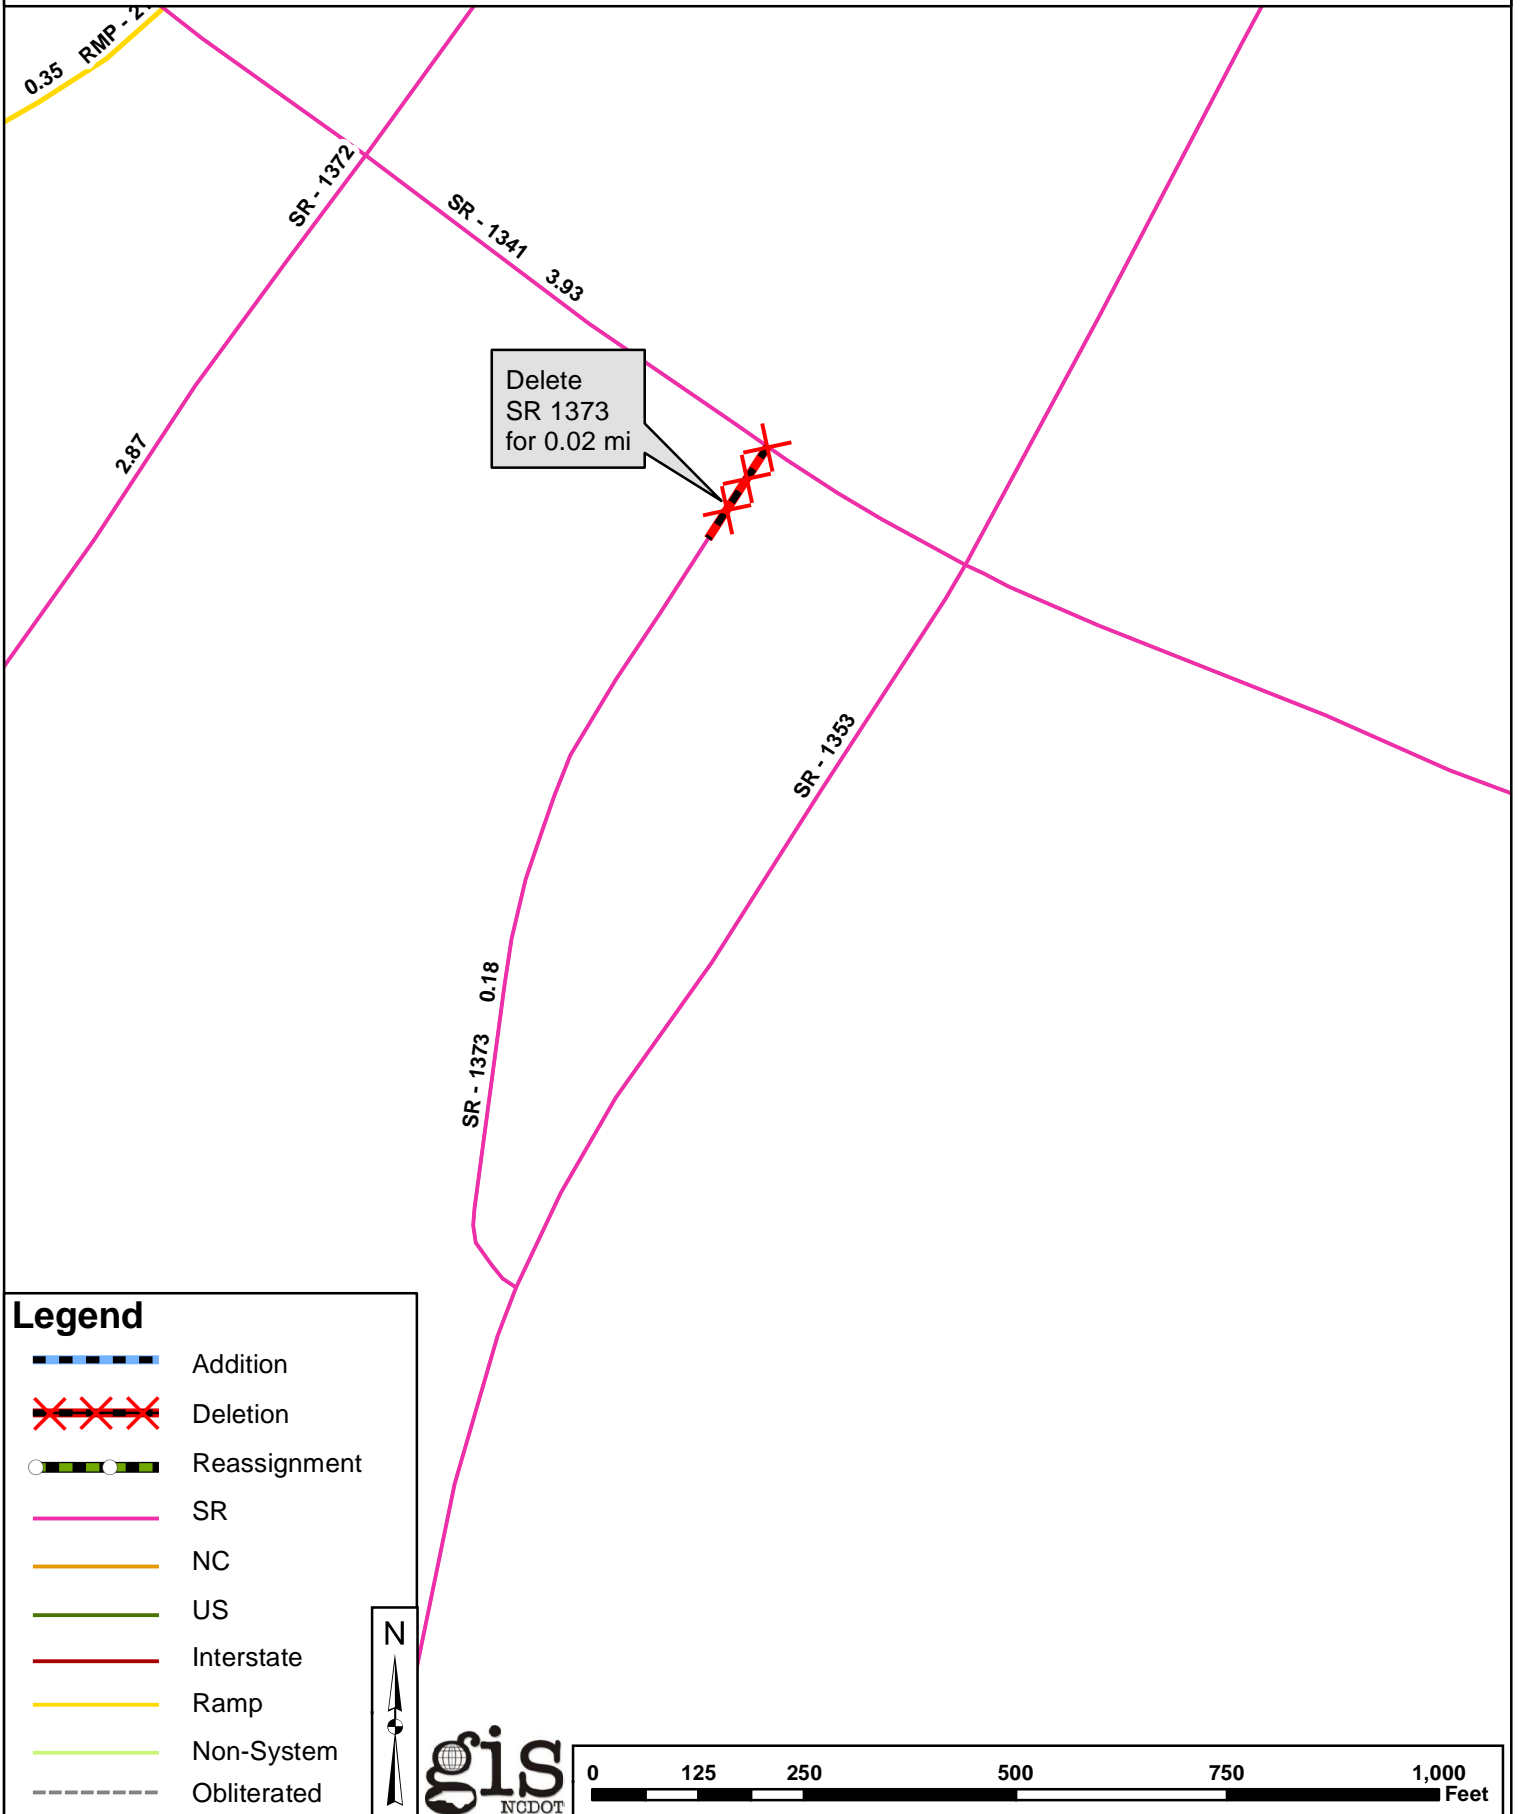 0.35 RMP -
SR - 1372
SR - 1341 3.93
Delete
SR 1373
for 0.02 mi
2.87
SR - 1353
0.18
SR - 1373
Legend
Addition
Deletion
Reassignment
SR
NC
US
Interstate
Ramp
Non-System
Obliterated
N
gis
NCDOT
0 125 250 500 750 1,000
Feet